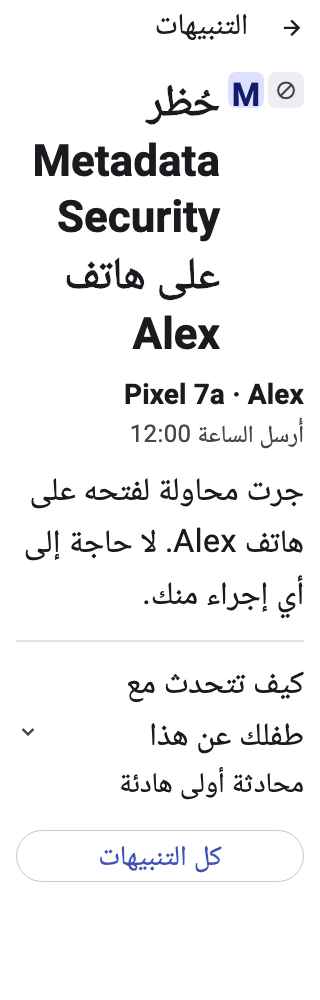 التنبيهات
M
حُظر
Metadata
Security
على هاتف
Alex
Pixel 7a · Alex
أرسل الساعة 12:00
جرت محاولة لفتحه على
هاتف Alex. لا حاجة إلى
أي إجراء منك.
كيف تتحدث مع
طفلك عن هذا
محادثة أولى هادئة
كل التنبيهات